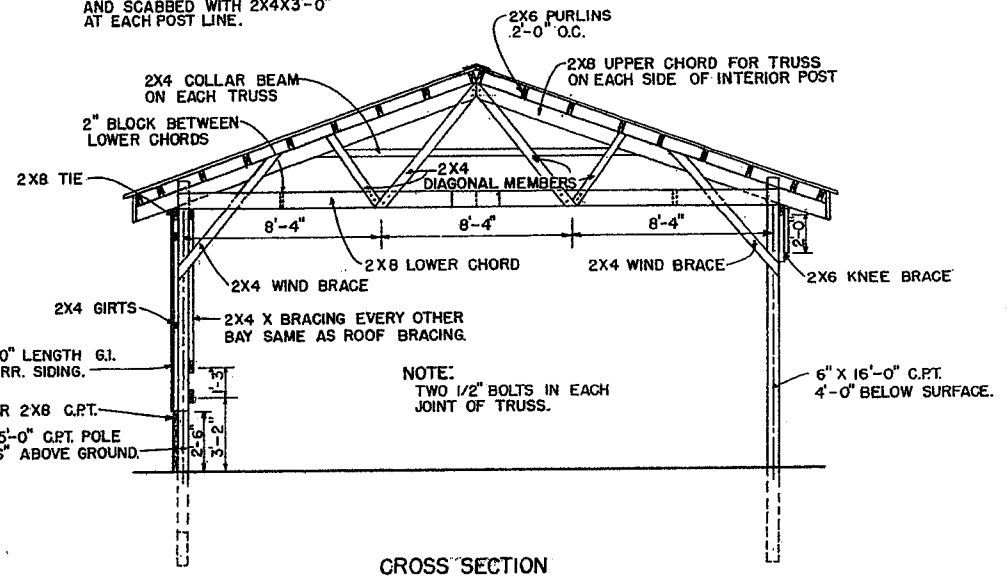 AND SCABBED WITH 2X4X3'-0"
AT EACH POST LINE.
2X6 PURLINS
2'-0" O.C.
2X4 COLLAR BEAM
ON EACH TRUSS
2X8 UPPER CHORD FOR TRUSS
ON EACH SIDE OF INTERIOR POST
2" BLOCK BETWEEN
LOWER CHORDS
2X8 TIE
2X4
DIAGONAL MEMBERS
8'-4"
8'-4"
8'-4"
2'-0"
2X8 LOWER CHORD
2X4 WIND BRACE
2X4 WIND BRACE
2X6 KNEE BRACE
2X4 GIRTS
2X4 X BRACING EVERY OTHER
BAY SAME AS ROOF BRACING.
0" LENGTH G.I.
RR. SIDING.
1'-3"
NOTE:
TWO 1/2" BOLTS IN EACH
JOINT OF TRUSS.
6" X 16'-0" C.P.T.
4'-0" BELOW SURFACE.
R 2X8 C.P.T.
5'-0" C.P.T. POLE
6" ABOVE GROUND.
2'-6"
3'-2"
CROSS SECTION